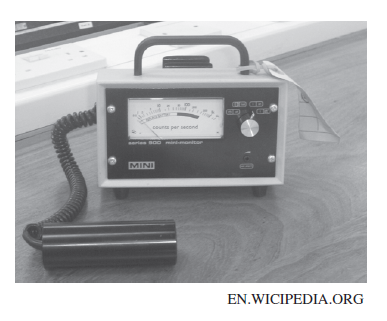 counts per second
series 900 mini-monitor
MINI
EN.WICIPEDIA.ORG